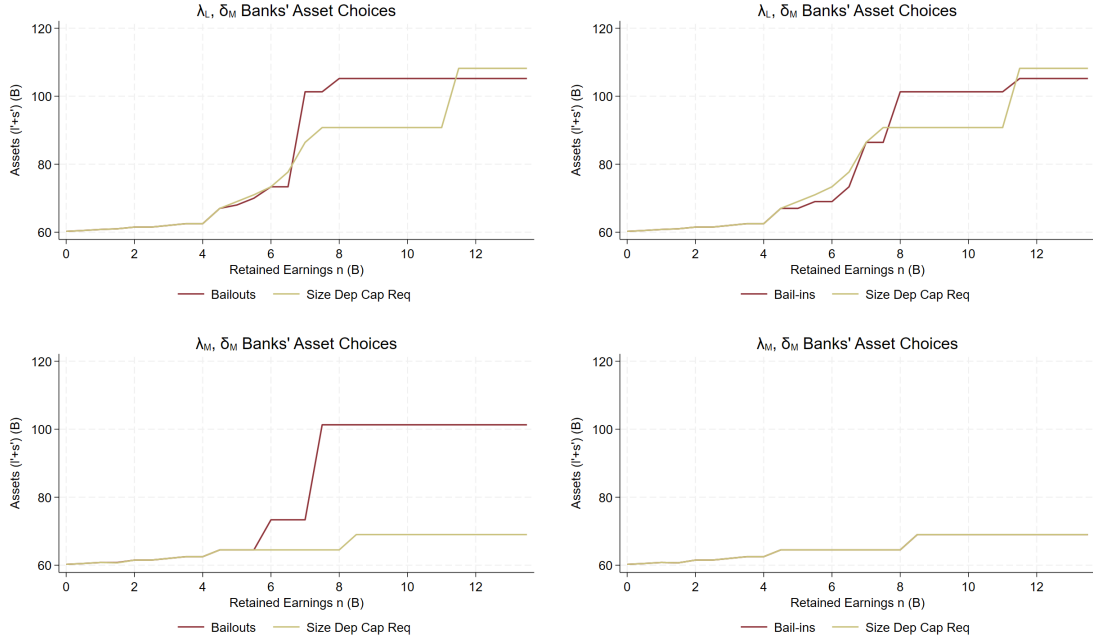 λL, δM Banks' Asset Choices
120
100
80
60
Assets (l'+s') (B)
0 2 4 6 8 10 12
Retained Earnings n (B)
Bailouts Size Dep Cap Req
λL, δM Banks' Asset Choices
120
100
80
60
Assets (l'+s') (B)
0 2 4 6 8 10 12
Retained Earnings n (B)
Bail-ins Size Dep Cap Req
λM, δM Banks' Asset Choices
120
100
80
60
Assets (l'+s') (B)
0 2 4 6 8 10 12
Retained Earnings n (B)
Bailouts Size Dep Cap Req
λM, δM Banks' Asset Choices
120
100
80
60
Assets (l'+s') (B)
0 2 4 6 8 10 12
Retained Earnings n (B)
Bail-ins Size Dep Cap Req